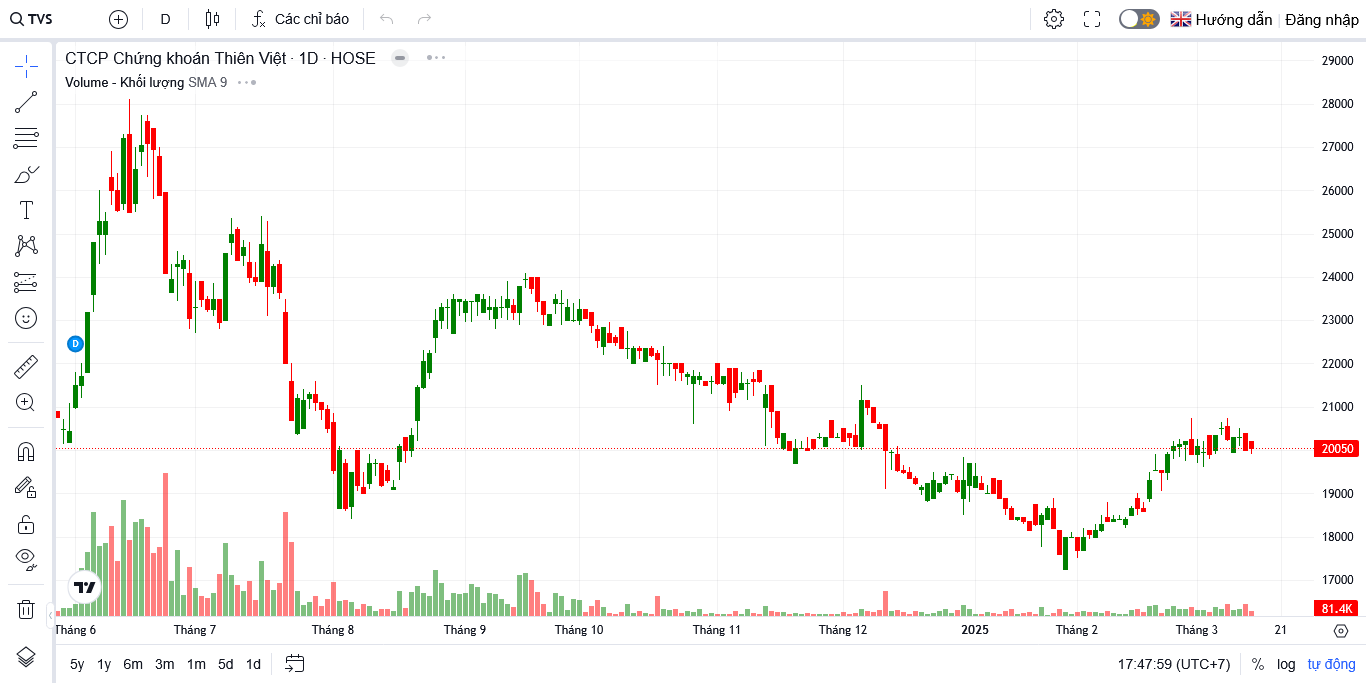 TVS D Các chỉ báo Hướng dẫn Đăng nhập
CTCP Chứng khoán Thiên Việt · 1D · HOSE
Volume - Khối lượng SMA 9
29000
28000
27000
26000
25000
24000
23000
D
22000
21000
20050
19000
18000
17000
81.4K
Tháng 6 Tháng 7 Tháng 8 Tháng 9 Tháng 10 Tháng 11 Tháng 12 2025 Tháng 2 Tháng 3 21
5y 1y 6m 3m 1m 5d 1d 17:47:59 (UTC+7) % log tự động